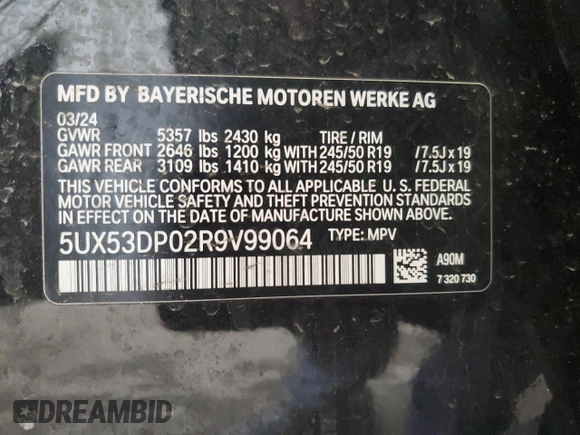 MFD BY BAYERISCHE MOTOREN WERKE AG
03/24
GVWR 5357 lbs 2430 kg TIRE / RIM
GAWR FRONT 2646 lbs 1200 kg WITH 245/50 R19 /7.5J x 19
GAWR REAR 3109 lbs 1410 kg WITH 245/50 R19 /7.5J x 19
THIS VEHICLE CONFORMS TO ALL APPLICABLE U. S. FEDERAL
MOTOR VEHICLE SAFETY AND THEFT PREVENTION STANDARDS
IN EFFECT ON THE DATE OF MANUFACTURE SHOWN ABOVE.
5UX53DP02R9V99064 TYPE: MPV
A90M
7 320 730
DREAMBID